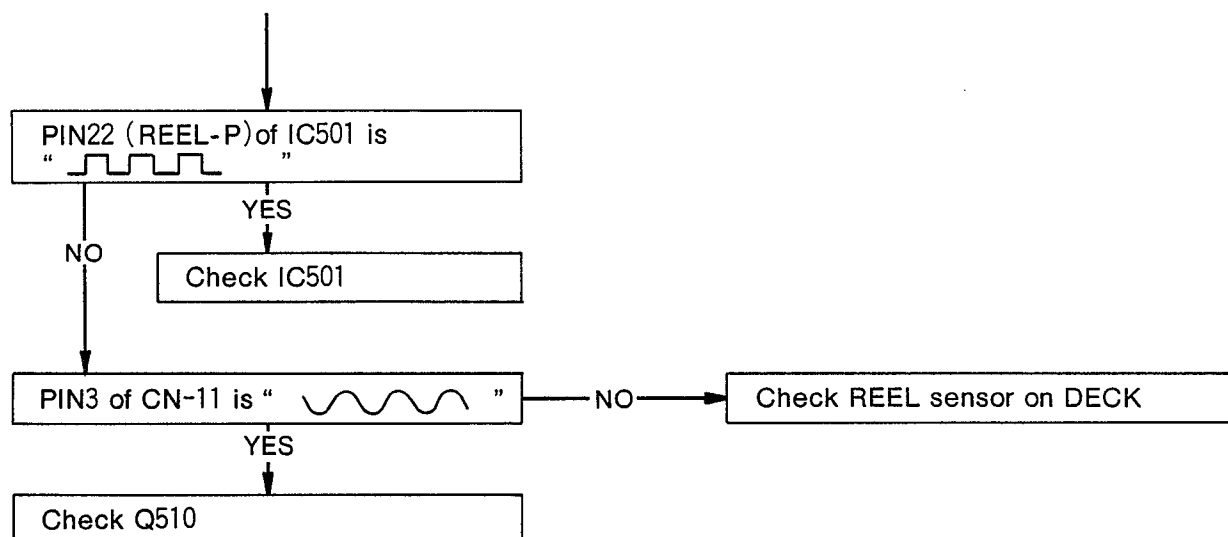 PIN22 (REEL-P) of IC501 is
“ ”
YES
NO
Check IC501
PIN3 of CN-11 is “ ”
NO
Check REEL sensor on DECK
YES
Check Q510